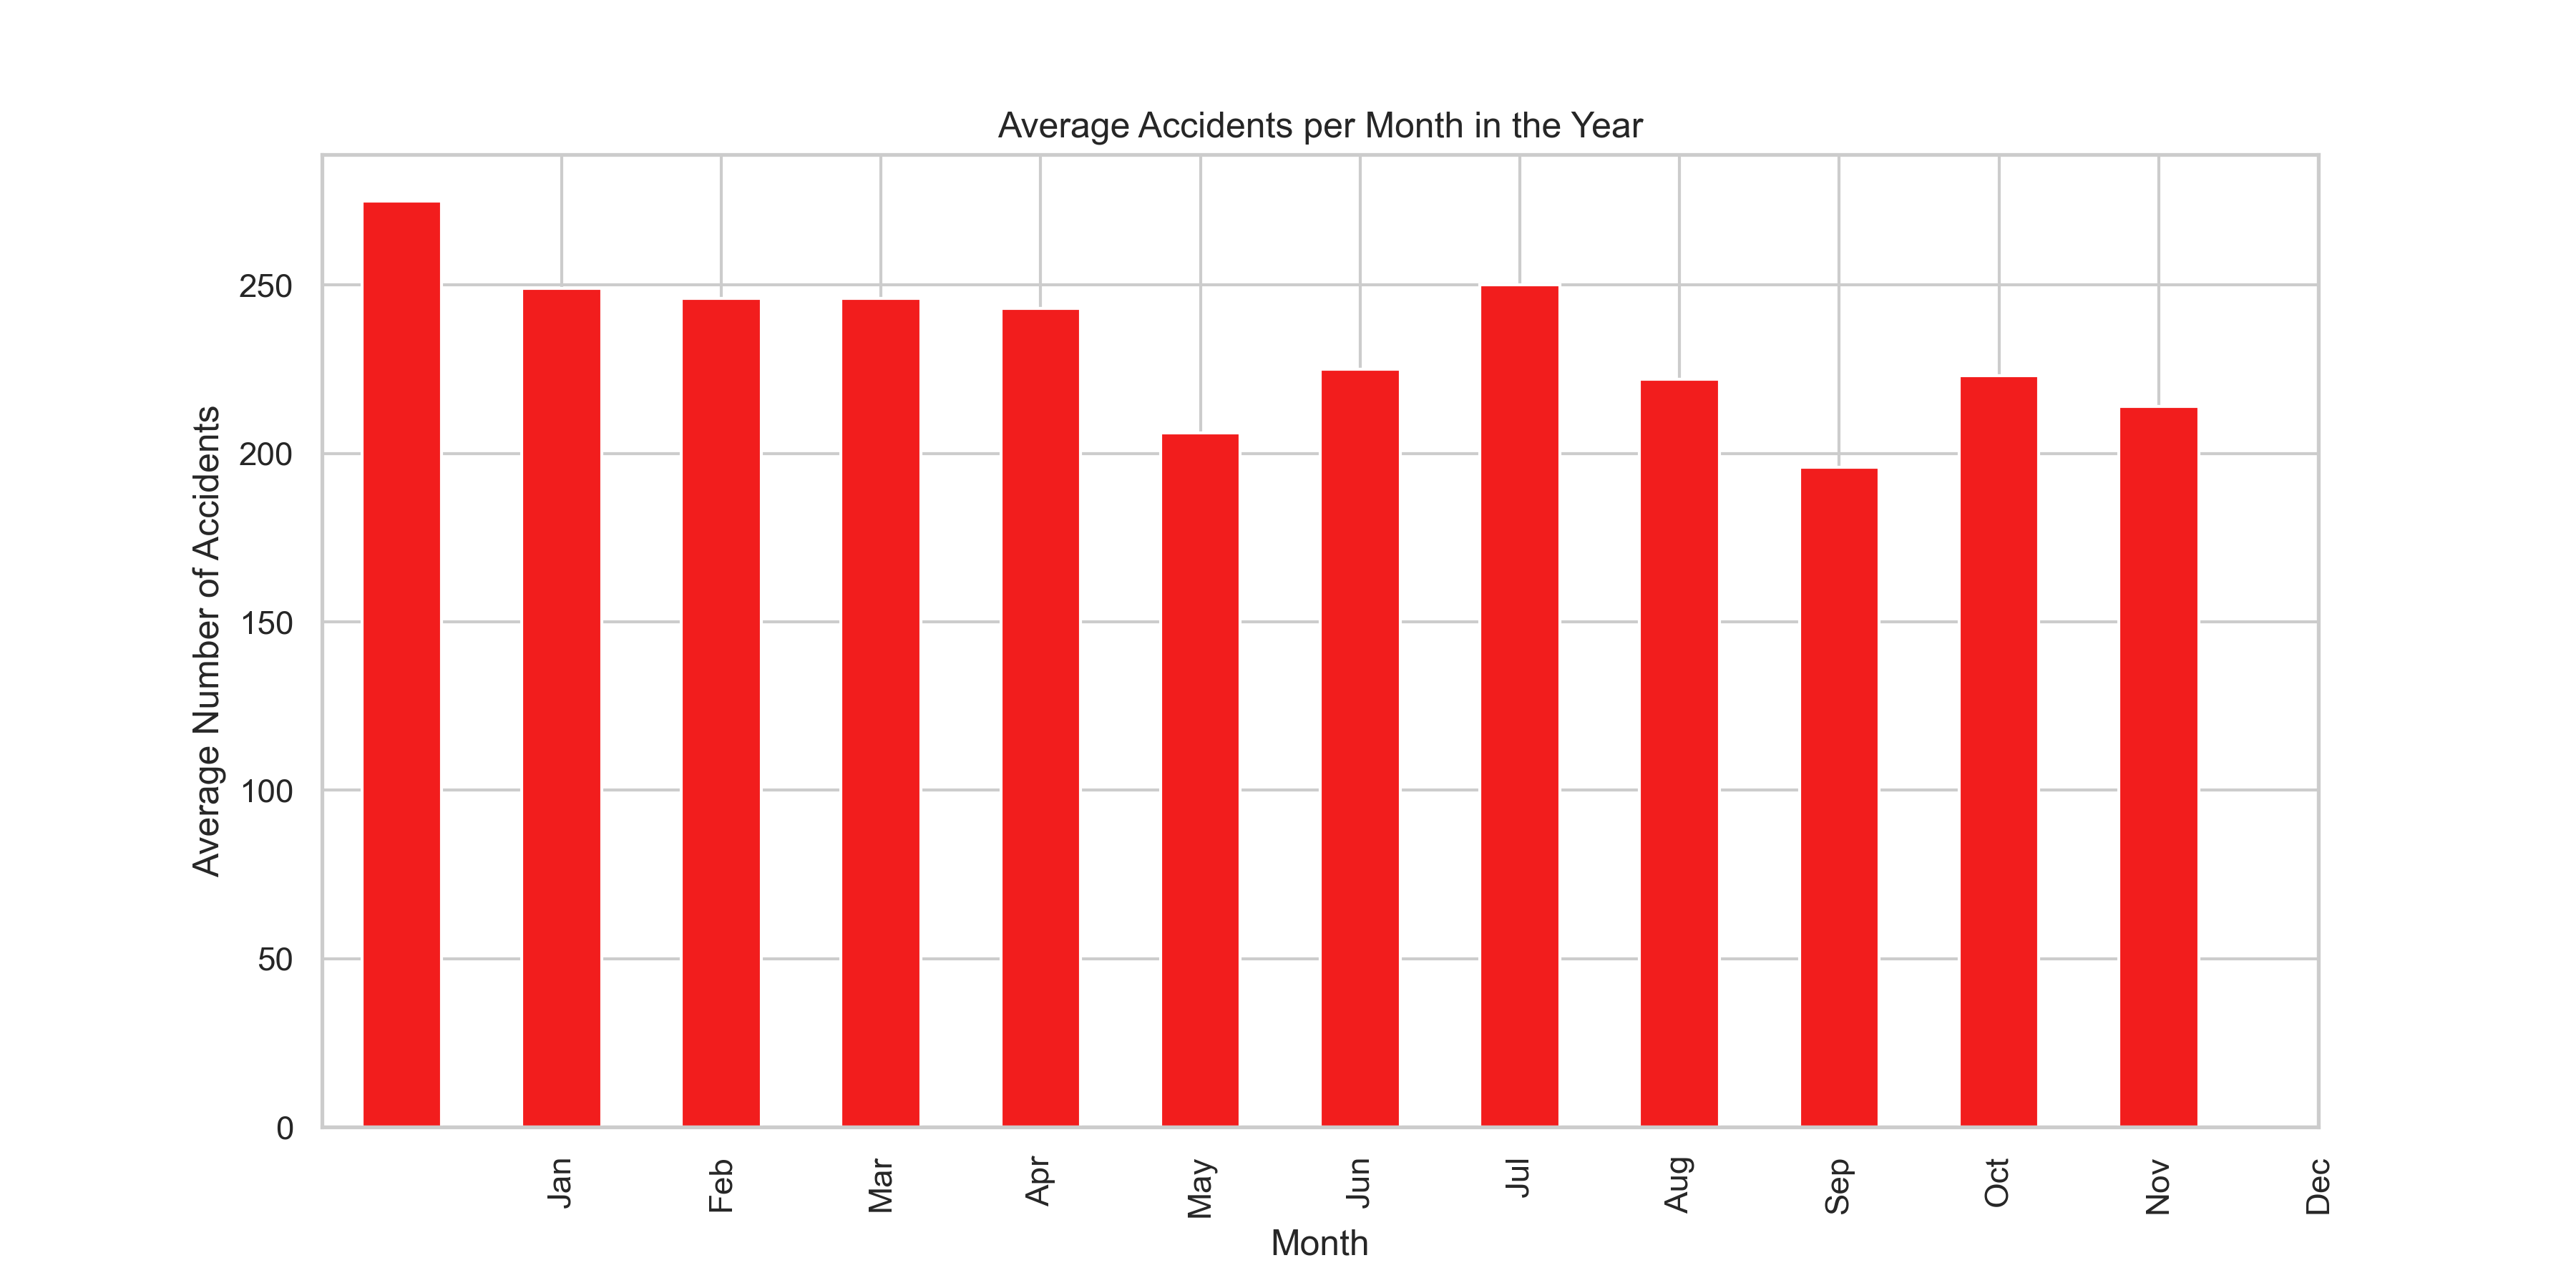 Average Accidents per Month in the Year
Average Number of Accidents
250
200
150
100
50
0
Jan Feb Mar Apr May Jun Jul Aug Sep Oct Nov Dec
Month